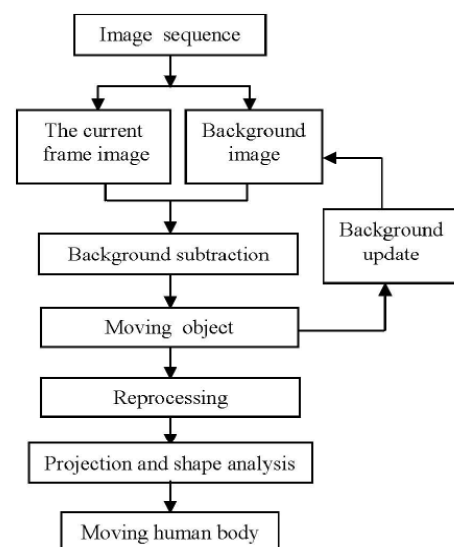 Image sequence
The current
frame image
Background
image
Background
update
Background subtraction
Moving object
Reprocessing
Projection and shape analysis
Moving human body